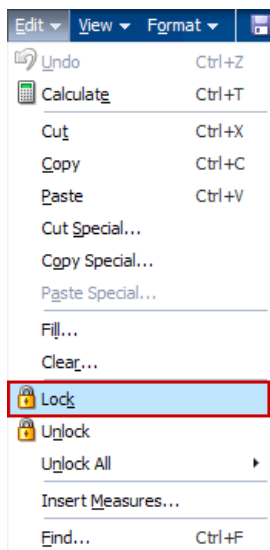 Edit View Format
Undo Ctrl+Z
Calculate Ctrl+T
Cut Ctrl+X
Copy Ctrl+C
Paste Ctrl+V
Cut Special...
Copy Special...
Paste Special...
Fill...
Clear...
Lock
Unlock
Unlock All
Insert Measures...
Find... Ctrl+F